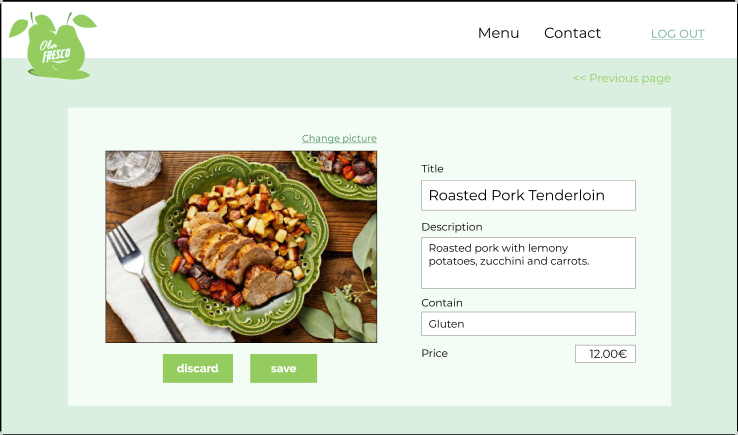 Ola
FRESCO
Menu
Contact
LOG OUT
<< Previous page
Change picture
Title
Roasted Pork Tenderloin
Description
Roasted pork with lemony
potatoes, zucchini and carrots.
Contain
Gluten
Price
12.00€
discard
save